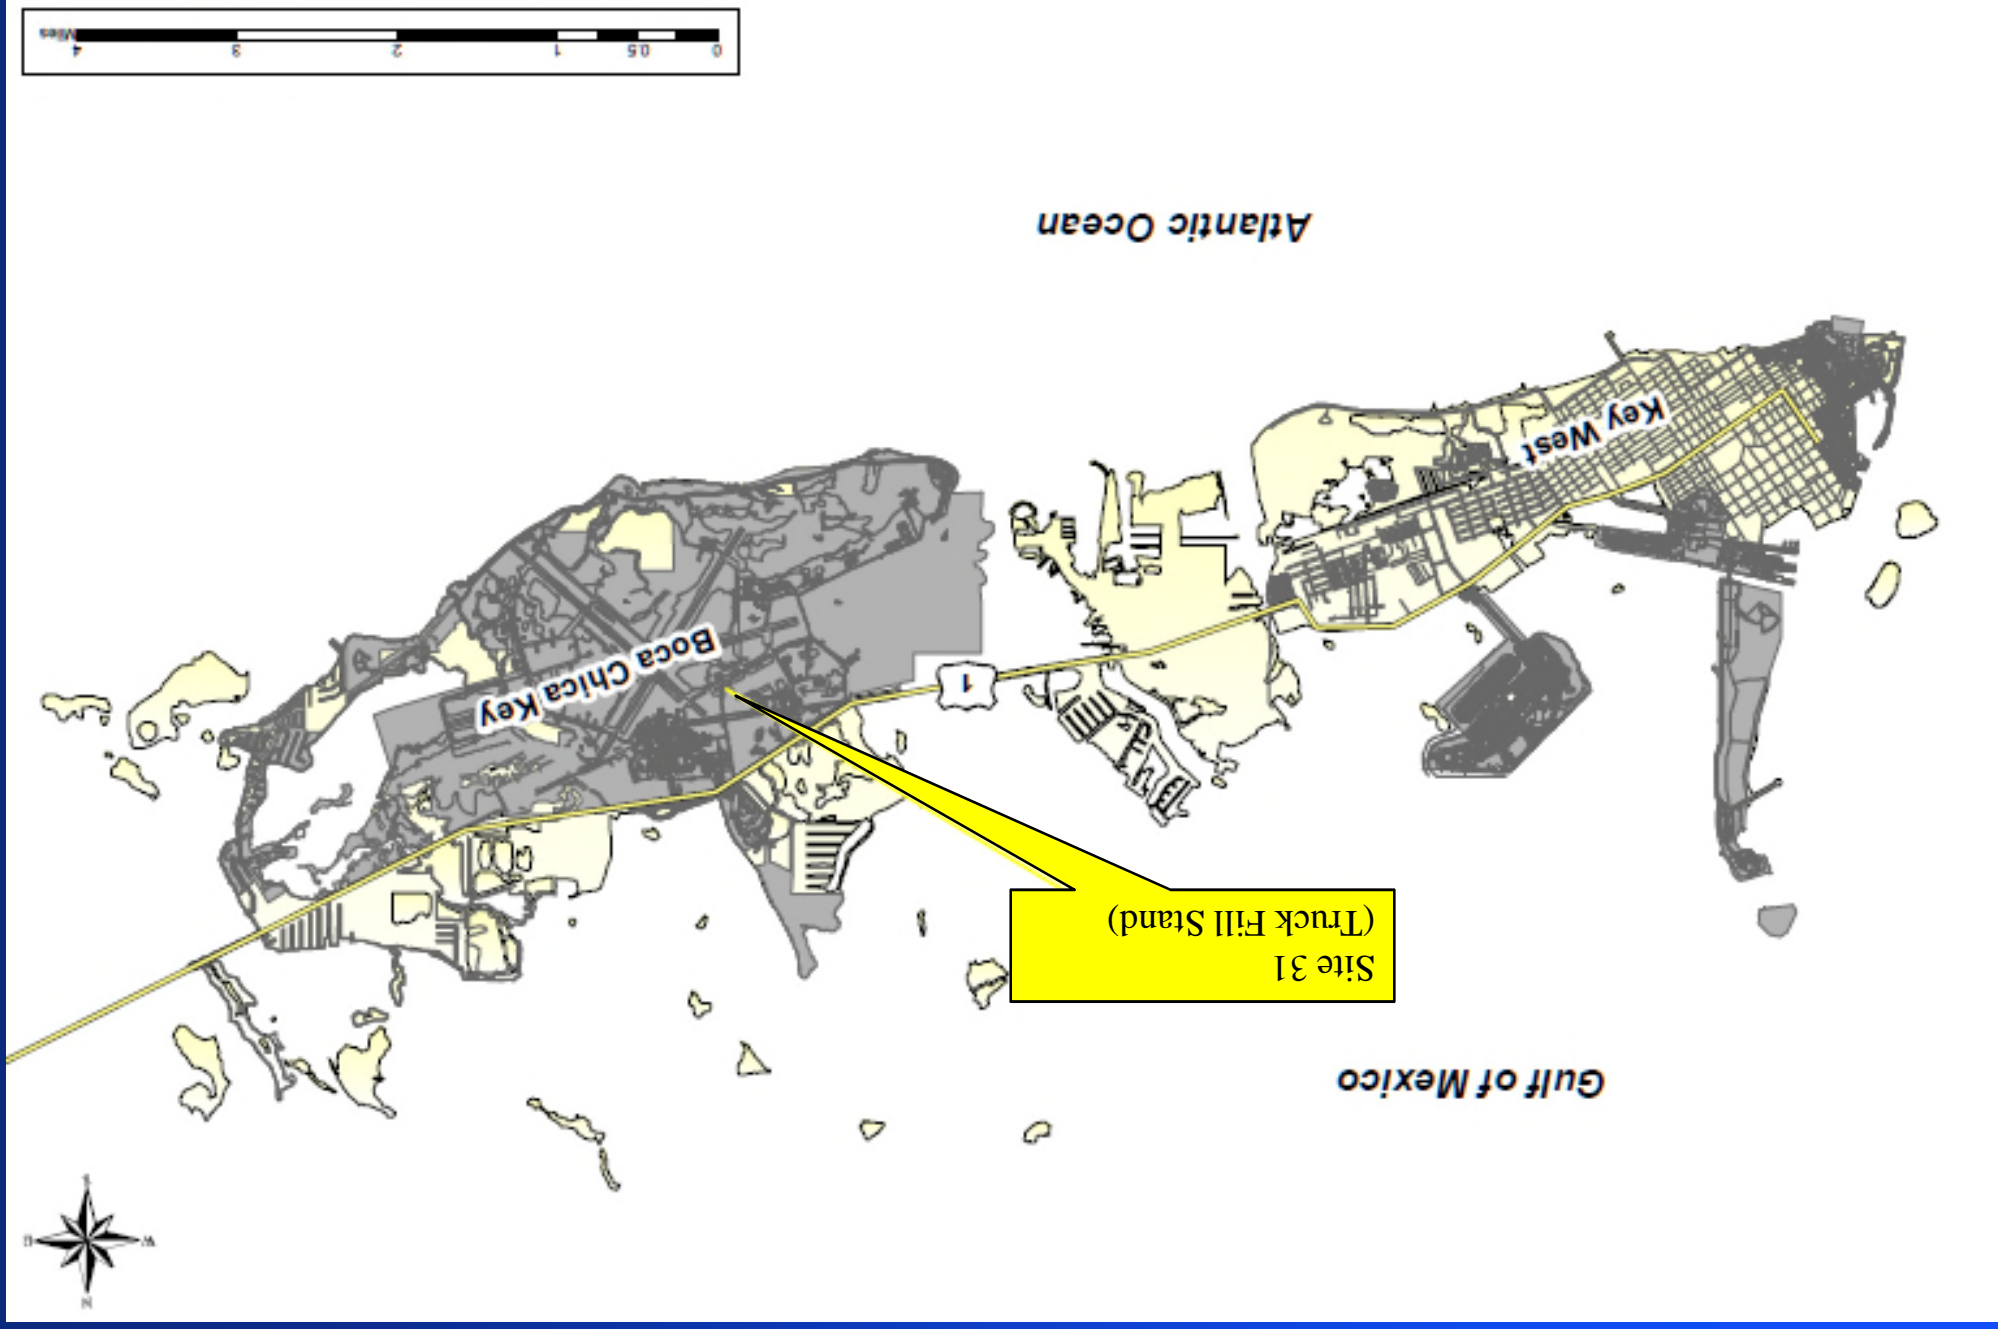 N
W E
S
Gulf of Mexico
Site 31
(Truck Fill Stand)
1
Boca Chica Key
Key West
Atlantic Ocean
0 0.5 1 2 3 4
Miles